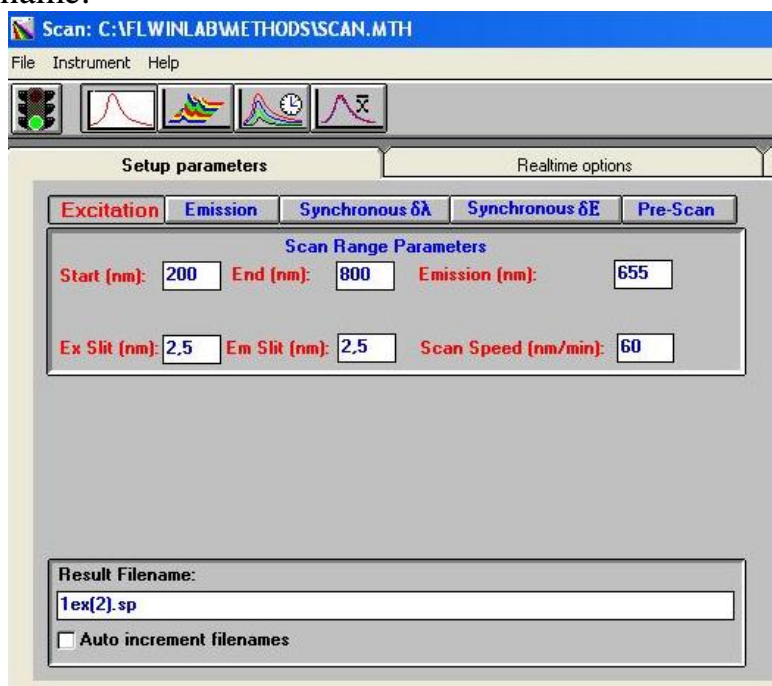 name.
Scan: C:\FLWINLAB\METHODS\SCAN.MTH
File Instrument Help
Setup parameters Realtime options
Excitation Emission Synchronous δλ Synchronous δE Pre-Scan
Scan Range Parameters
Start (nm): 200 End (nm): 800 Emission (nm): 655
Ex Slit (nm): 2,5 Em Slit (nm): 2,5 Scan Speed (nm/min): 60
Result Filename:
1ex(2).sp
Auto increment filenames